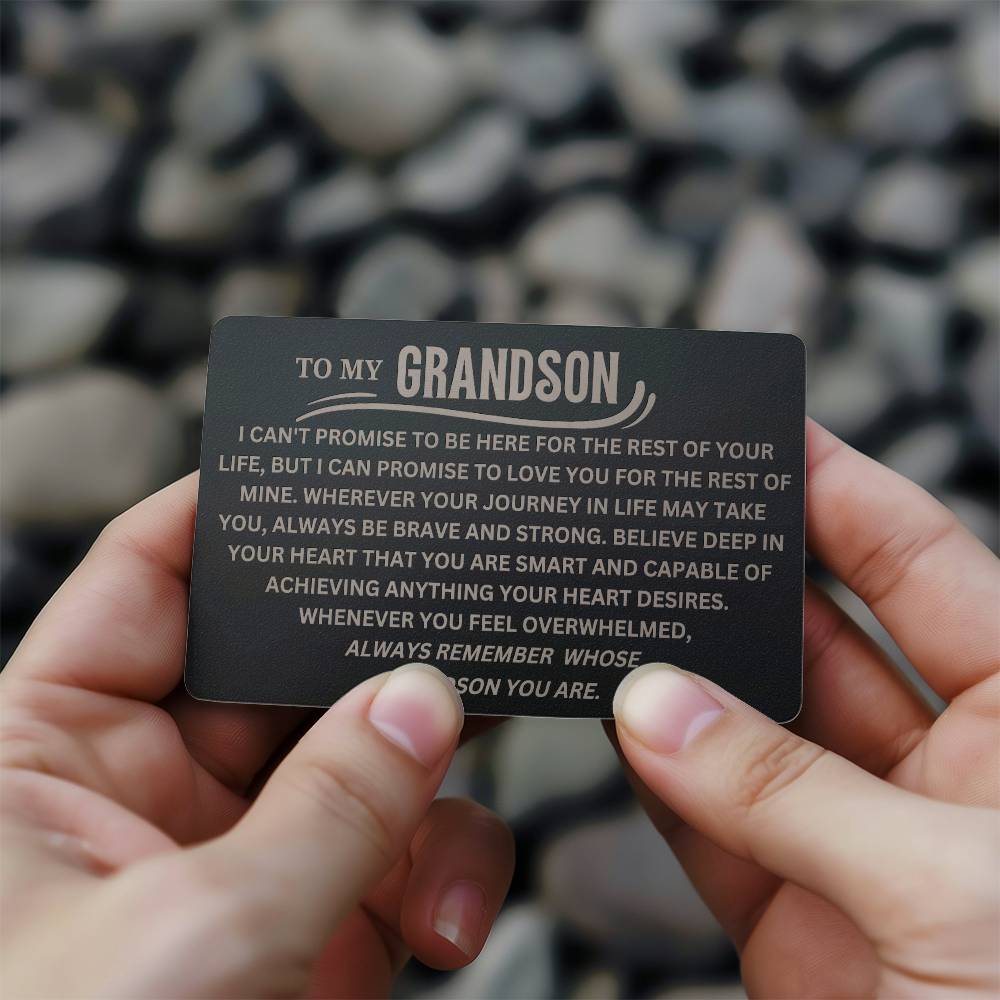 TO MY GRANDSON
I CAN'T PROMISE TO BE HERE FOR THE REST OF YOUR
LIFE, BUT I CAN PROMISE TO LOVE YOU FOR THE REST OF
MINE. WHEREVER YOUR JOURNEY IN LIFE MAY TAKE
YOU, ALWAYS BE BRAVE AND STRONG. BELIEVE DEEP IN
YOUR HEART THAT YOU ARE SMART AND CAPABLE OF
ACHIEVING ANYTHING YOUR HEART DESIRES.
WHENEVER YOU FEEL OVERWHELMED,
ALWAYS REMEMBER WHOSE
YOU ARE.